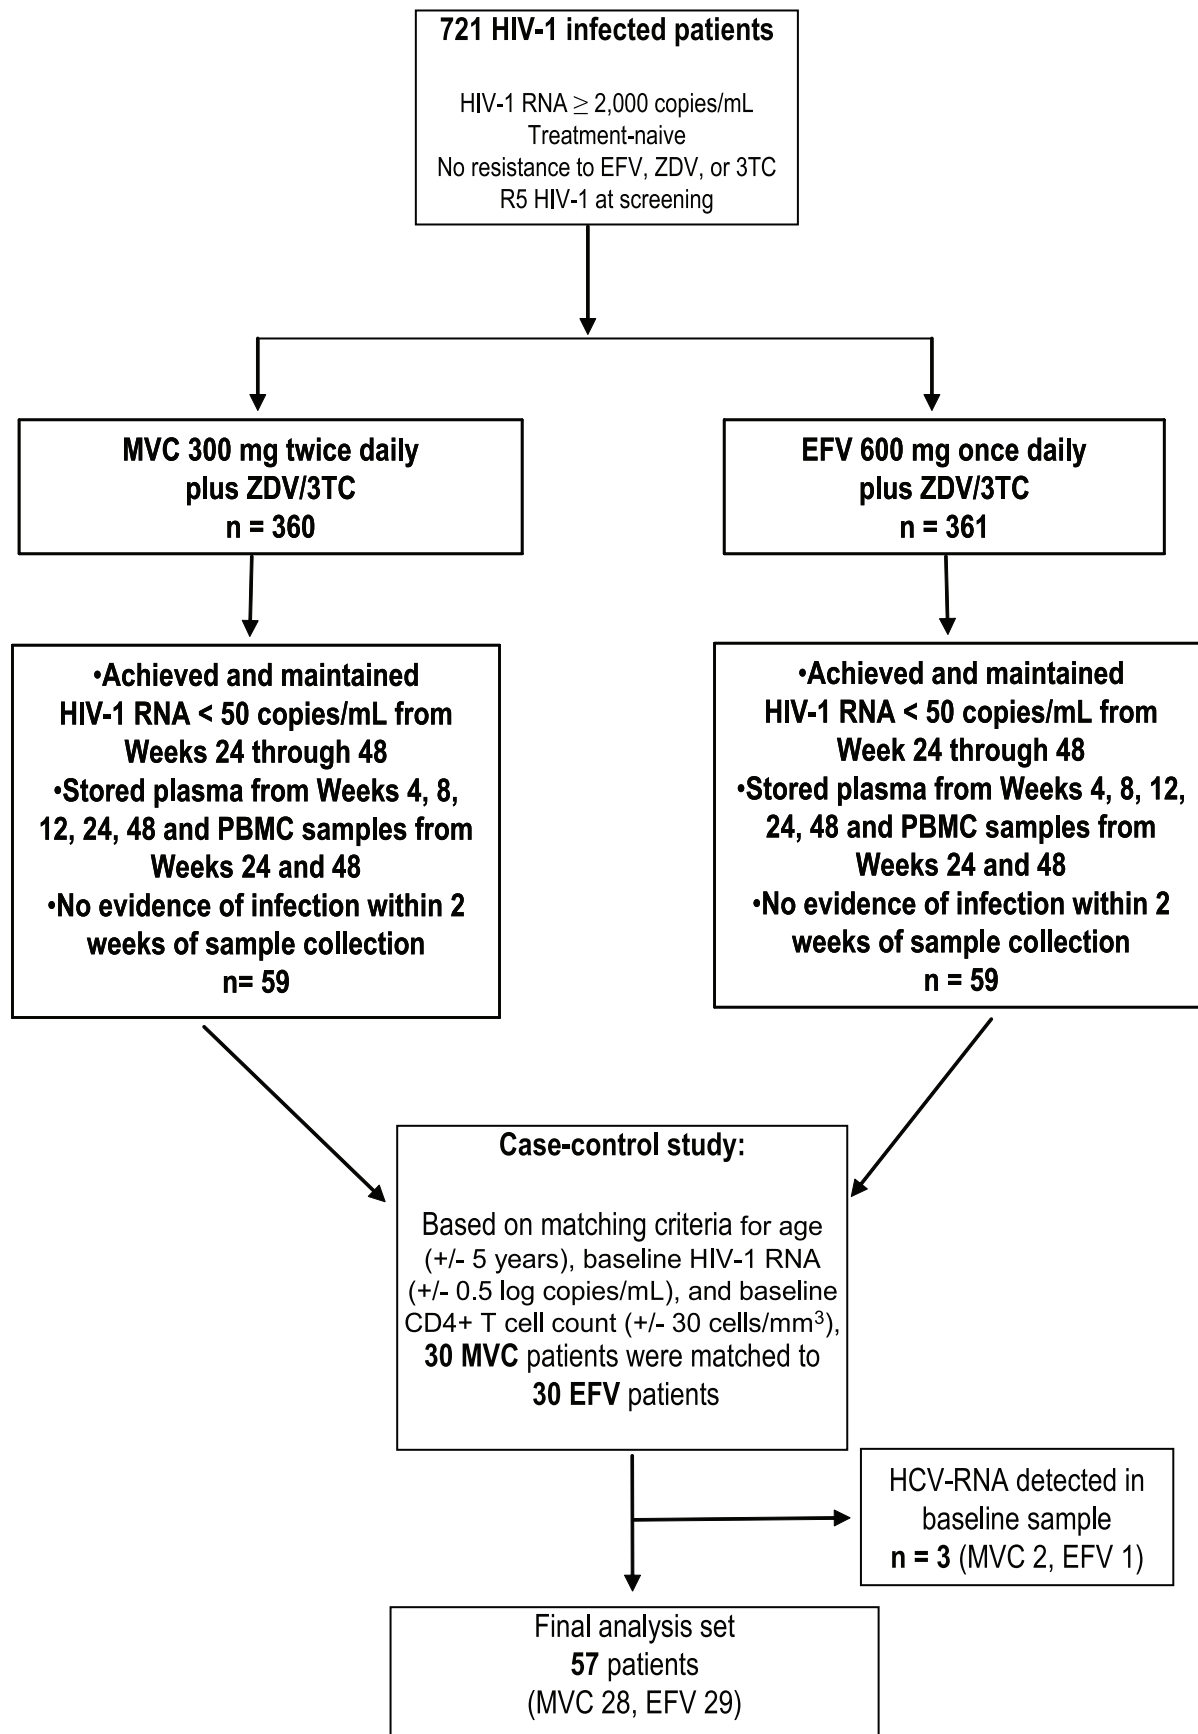 721 HIV-1 infected patients
HIV-1 RNA ≥ 2,000 copies/mL
Treatment-naive
No resistance to EFV, ZDV, or 3TC
R5 HIV-1 at screening
MVC 300 mg twice daily
plus ZDV/3TC
n = 360
EFV 600 mg once daily
plus ZDV/3TC
n = 361
•Achieved and maintained
HIV-1 RNA < 50 copies/mL from
Weeks 24 through 48
•Stored plasma from Weeks 4, 8,
12, 24, 48 and PBMC samples from
Weeks 24 and 48
•No evidence of infection within 2
weeks of sample collection
n= 59
•Achieved and maintained
HIV-1 RNA < 50 copies/mL from
Week 24 through 48
•Stored plasma from Weeks 4, 8, 12,
24, 48 and PBMC samples from
Weeks 24 and 48
•No evidence of infection within 2
weeks of sample collection
n = 59
Case-control study:
Based on matching criteria for age
(+/- 5 years), baseline HIV-1 RNA
(+/- 0.5 log copies/mL), and baseline
CD4+ T cell count (+/- 30 cells/mm³),
30 MVC patients were matched to
30 EFV patients
HCV-RNA detected in
baseline sample
n = 3 (MVC 2, EFV 1)
Final analysis set
57 patients
(MVC 28, EFV 29)